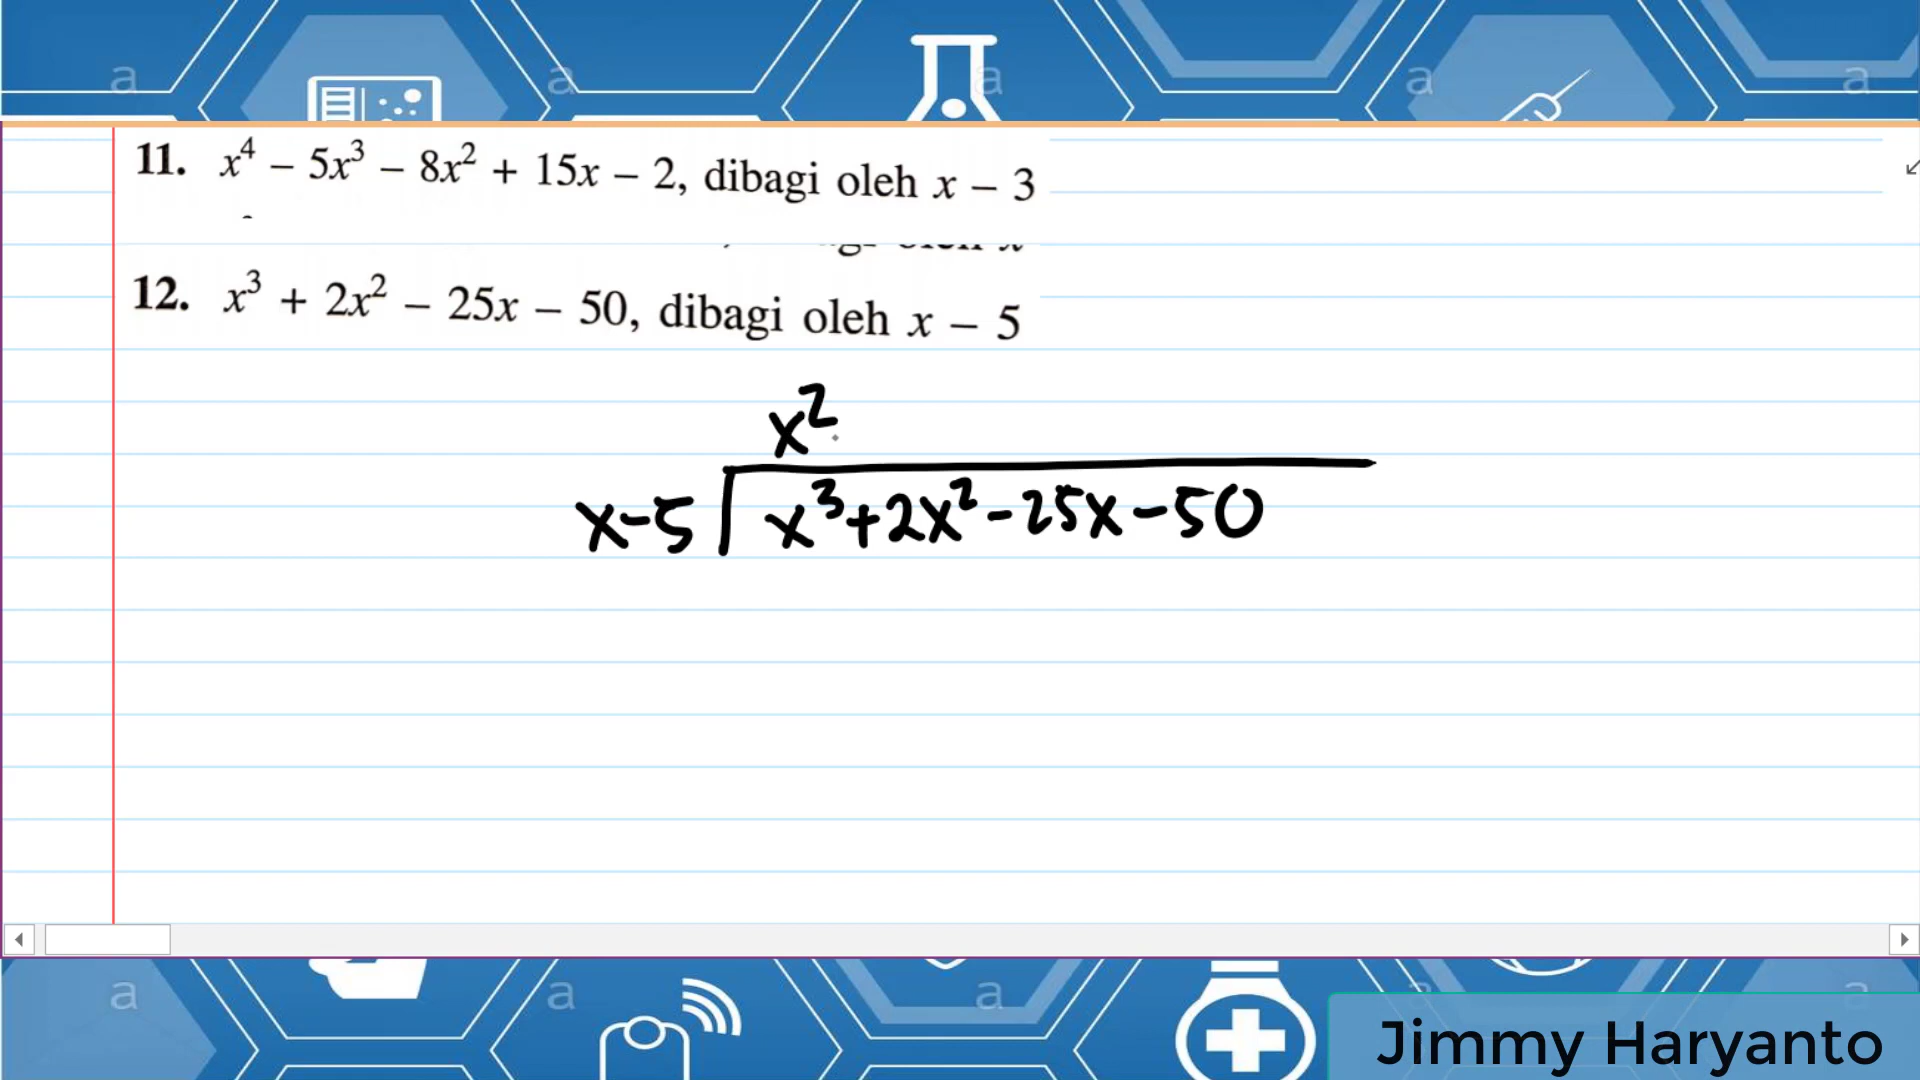 11. x⁴ – 5x³ – 8x² + 15x – 2, dibagi oleh x – 3
12. x³ + 2x² – 25x – 50, dibagi oleh x – 5
x²
x-5 x³+2x²-25x-50
Jimmy Haryanto